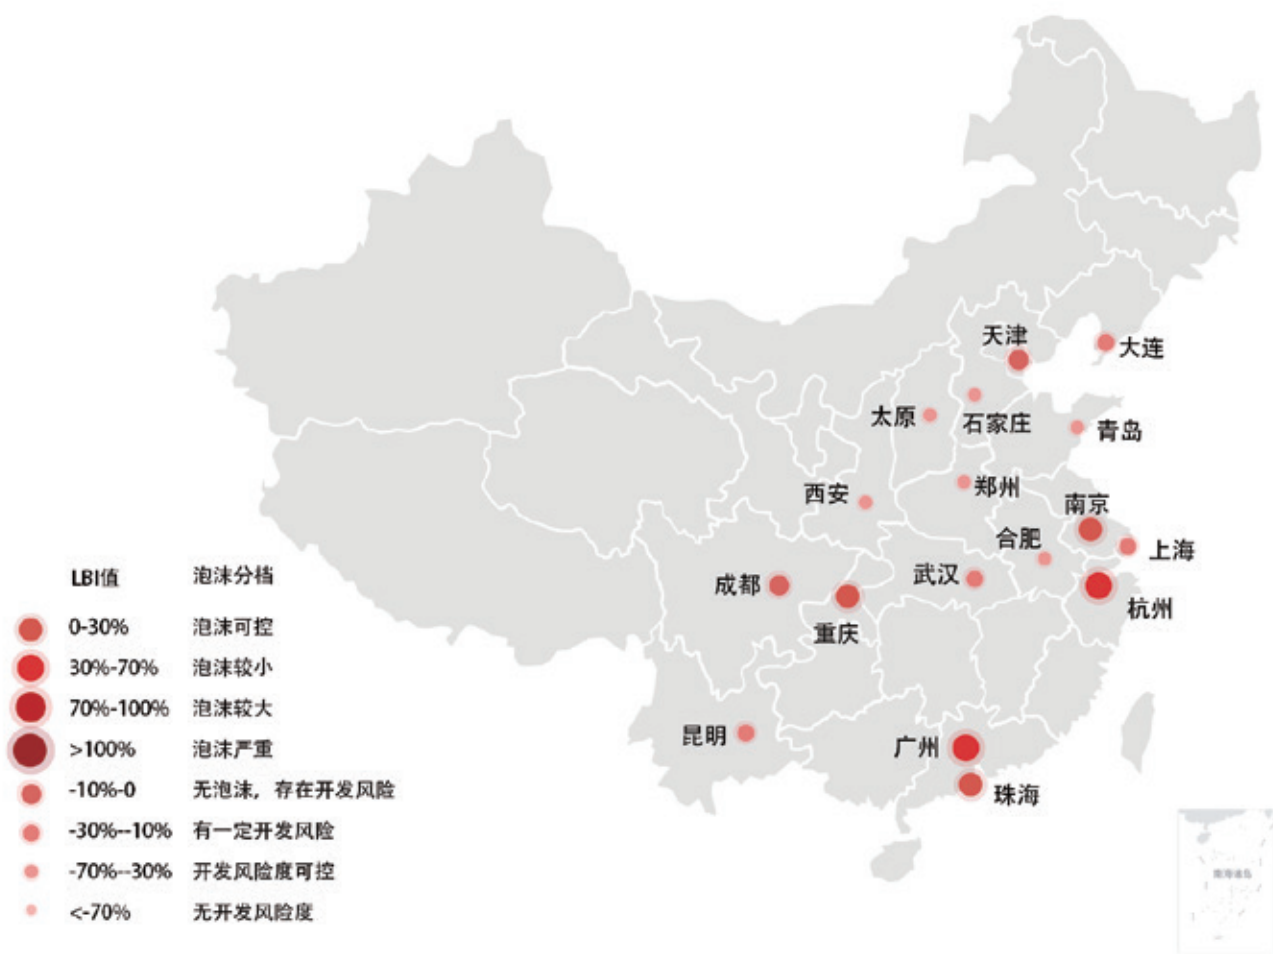 天津
大连
太原
石家庄
青岛
西安
郑州
南京
合肥
上海
成都
武汉
杭州
重庆
昆明
广州
珠海
LBI值 泡沫分档
0-30% 泡沫可控
30%-70% 泡沫较小
70%-100% 泡沫较大
>100% 泡沫严重
-10%-0 无泡沫，存在开发风险
-30%--10% 有一定开发风险
-70%--30% 开发风险度可控
<-70% 无开发风险度
南海诸岛